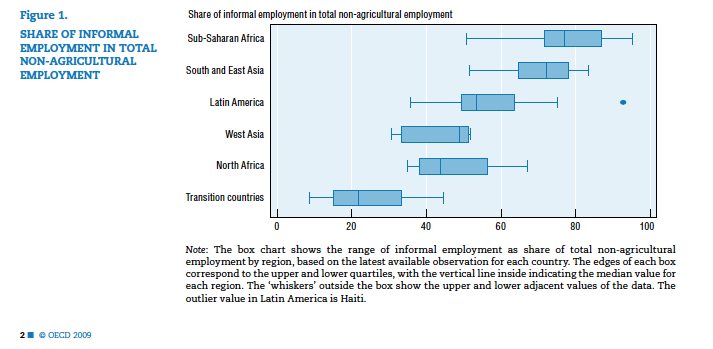 Figure 1.
SHARE OF INFORMAL
EMPLOYMENT IN TOTAL
NON-AGRICULTURAL
EMPLOYMENT
Share of informal employment in total non-agricultural employment
Sub-Saharan Africa
South and East Asia
Latin America
West Asia
North Africa
Transition countries
0 20 40 60 80 100
Note: The box chart shows the range of informal employment as share of total non-agricultural
employment by region, based on the latest available observation for each country. The edges of each box
correspond to the upper and lower quartiles, with the vertical line inside indicating the median value for
each region. The ‘whiskers’ outside the box show the upper and lower adjacent values of the data. The
outlier value in Latin America is Haiti.
2 ■ © OECD 2009